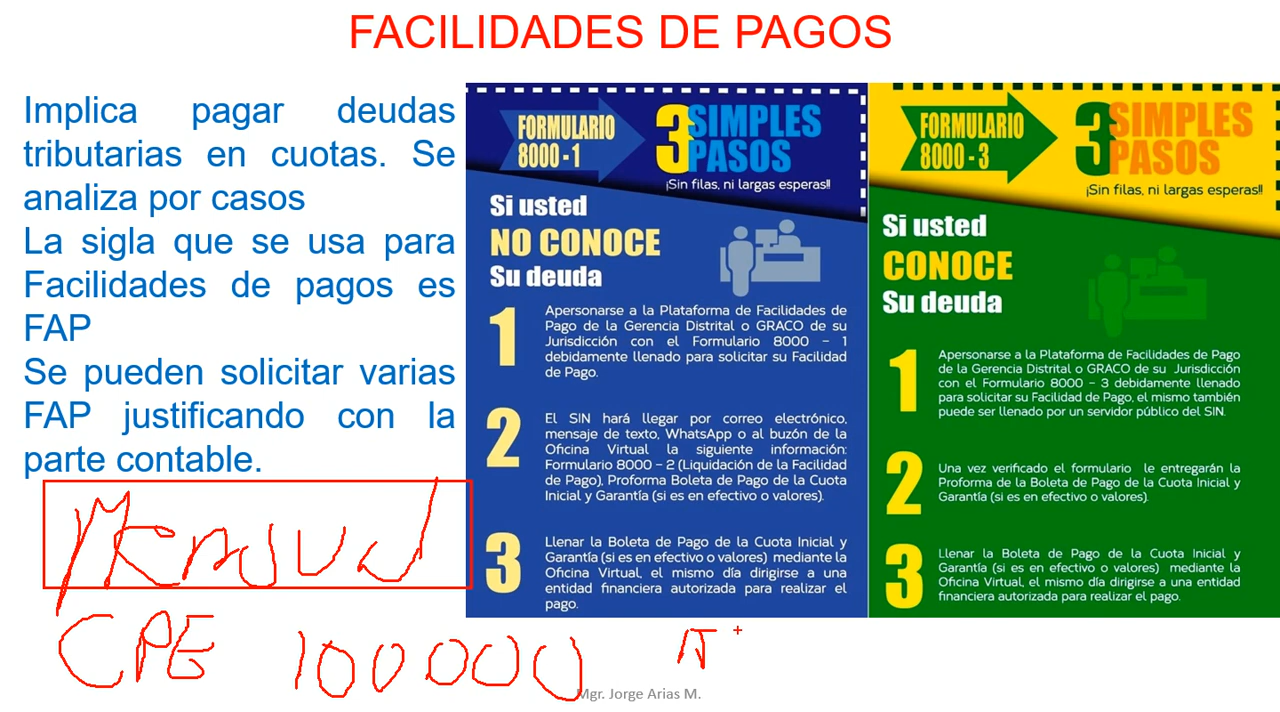 FACILIDADES DE PAGOS
Implica pagar deudas
tributarias en cuotas. Se
analiza por casos
La sigla que se usa para
Facilidades de pagos es
FAP
Se pueden solicitar varias
FAP justificando con la
parte contable.
Mensual
CPE 100000
FORMULARIO
8000 - 1
3 SIMPLES
PASOS
¡Sin filas, ni largas esperas!!
Si usted
NO CONOCE
Su deuda
1
Apersonarse a la Plataforma de Facilidades de
Pago de la Gerencia Distrital o GRACO de su
Jurisdicción con el Formulario 8000 – 1
debidamente llenado para solicitar su Facilidad
de Pago.
2
El SIN hará llegar por correo electrónico,
mensaje de texto, WhatsApp o al buzón de la
Oficina Virtual la siguiente información:
Formulario 8000 – 2 (Liquidación de la Facilidad
de Pago), Proforma Boleta de Pago de la Cuota
Inicial y Garantía (si es en efectivo o valores).
3
Llenar la Boleta de Pago de la Cuota Inicial y
Garantía (si es en efectivo o valores) mediante la
Oficina Virtual, el mismo día dirigirse a una
entidad financiera autorizada para realizar el
pago.
FORMULARIO
8000 - 3
3 SIMPLES
PASOS
¡Sin filas, ni largas esperas!!
Si usted
CONOCE
Su deuda
1
Apersonarse a la Plataforma de Facilidades de Pago
de la Gerencia Distrital o GRACO de su Jurisdicción
con el Formulario 8000 – 3 debidamente llenado
para solicitar su Facilidad de Pago, el mismo también
puede ser llenado por un servidor público del SIN.
2
Una vez verificado el formulario le entregarán la
Proforma de la Boleta de Pago de la Cuota Inicial y
Garantía (si es en efectivo o valores).
3
Llenar la Boleta de Pago de la Cuota Inicial y
Garantía (si es en efectivo o valores) mediante la
Oficina Virtual, el mismo día dirigirse a una entidad
financiera autorizada para realizar el pago.
Mgr. Jorge Arias M.